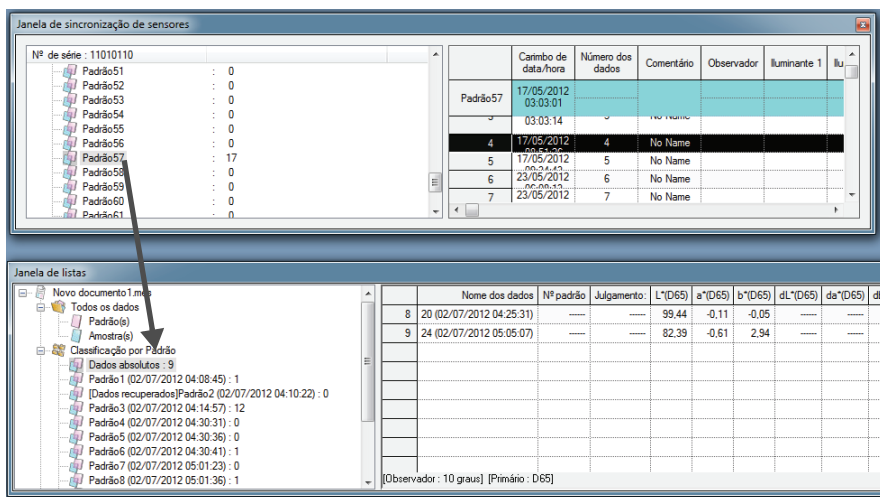 Janela de sincronização de sensores
Nº de série : 11010110
Padrão51 : 0
Padrão52 : 0
Padrão53 : 0
Padrão54 : 0
Padrão55 : 0
Padrão56 : 0
Padrão57 : 17
Padrão58 : 0
Padrão59 : 0
Padrão60 : 0
Padrão61 : 0
Carimbo de data/hora Número dos dados Comentário Observador Iluminante 1 Ilu
Padrão57 17/05/2012 03:03:01
03:03:14
4 17/05/2012 4 No Name
5 17/05/2012 5 No Name
6 23/05/2012 6 No Name
7 23/05/2012 7 No Name
Janela de listas
Novo documento1.mes
Todos os dados
Padrão(s)
Amostra(s)
Classificação por Padrão
Dados absolutos : 9
Padrão1 (02/07/2012 04:08:45) : 1
[Dados recuperados]Padrão2 (02/07/2012 04:10:22) : 0
Padrão3 (02/07/2012 04:14:57) : 12
Padrão4 (02/07/2012 04:30:31) : 0
Padrão5 (02/07/2012 04:30:36) : 0
Padrão6 (02/07/2012 04:30:41) : 1
Padrão7 (02/07/2012 05:01:23) : 0
Padrão8 (02/07/2012 05:01:36) : 1
Nome dos dados Nº padrão Julgamento: L*(D65) a*(D65) b*(D65) dL*(D65) da*(D65)
8 20 (02/07/2012 04:25:31) ----- ----- 99,44 -0,11 -0,05 ----- -----
9 24 (02/07/2012 05:05:07) ----- ----- 82,39 -0,61 2,94 ----- -----
[Observador : 10 graus] [Primário : D65]